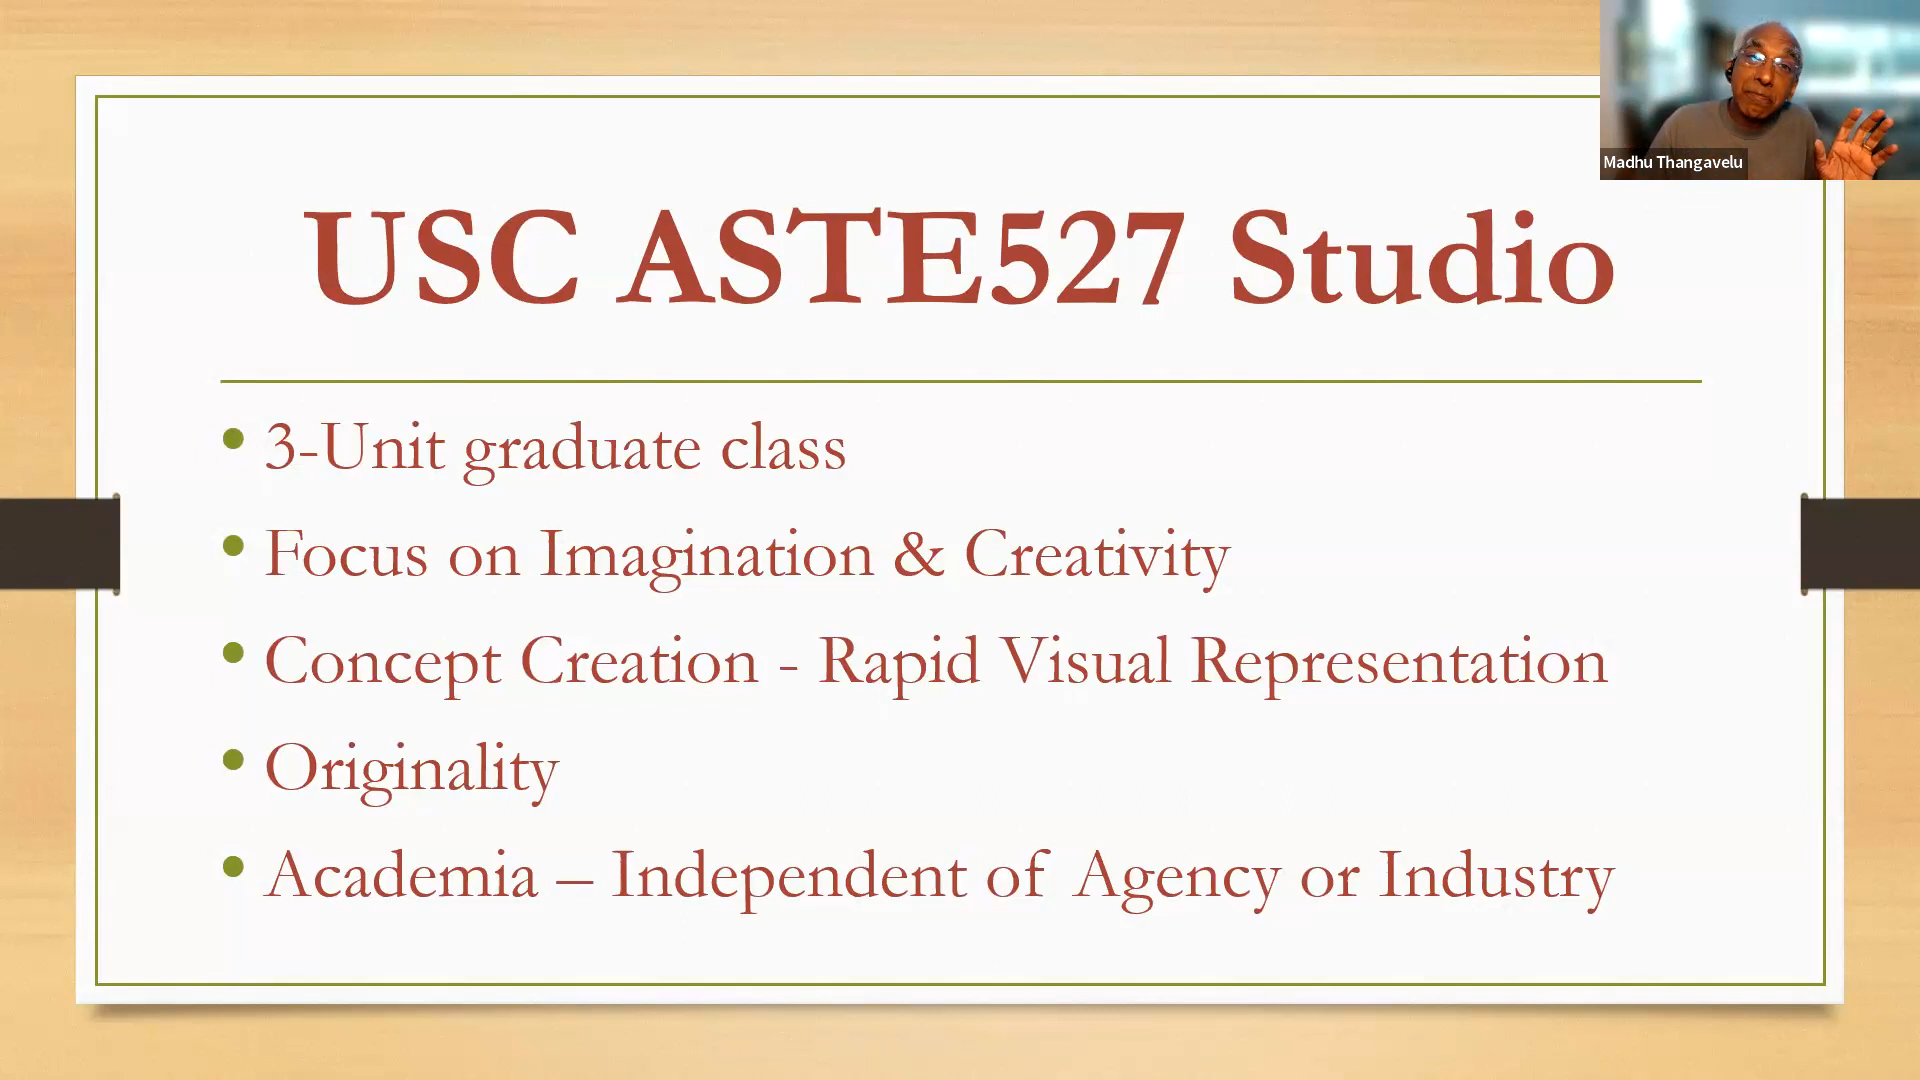 Madhu Thangavelu
USC ASTE527 Studio
• 3-Unit graduate class
• Focus on Imagination & Creativity
• Concept Creation - Rapid Visual Representation
• Originality
• Academia – Independent of Agency or Industry